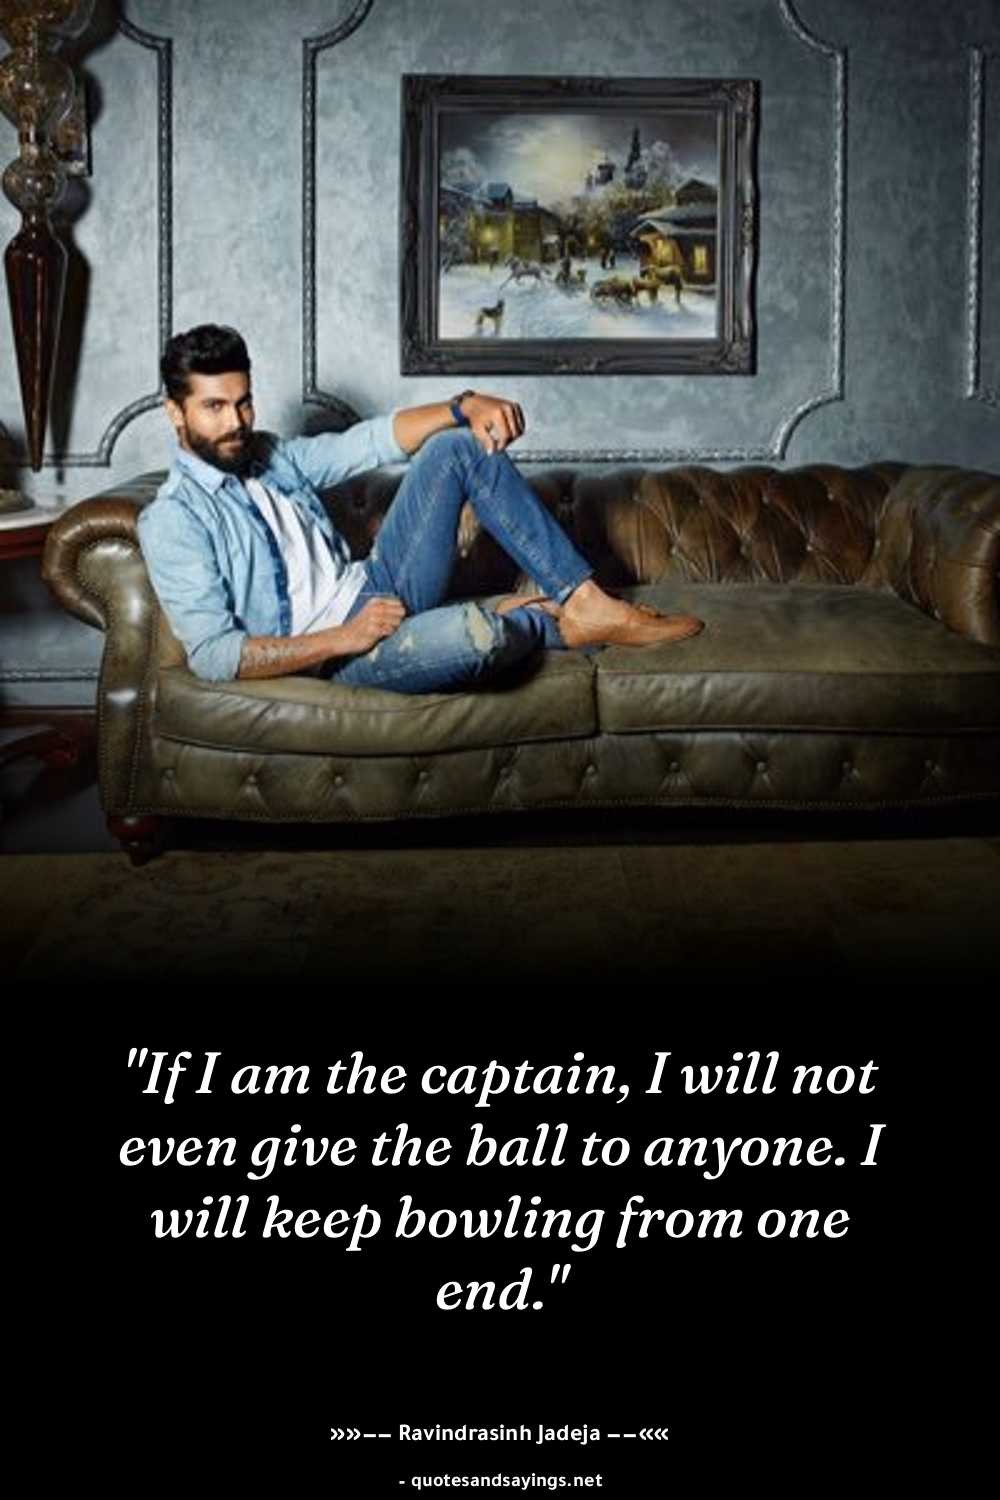 "If I am the captain, I will not
even give the ball to anyone. I
will keep bowling from one
end."
»»−− Ravindrasinh Jadeja −−««
- quotesandsayings.net